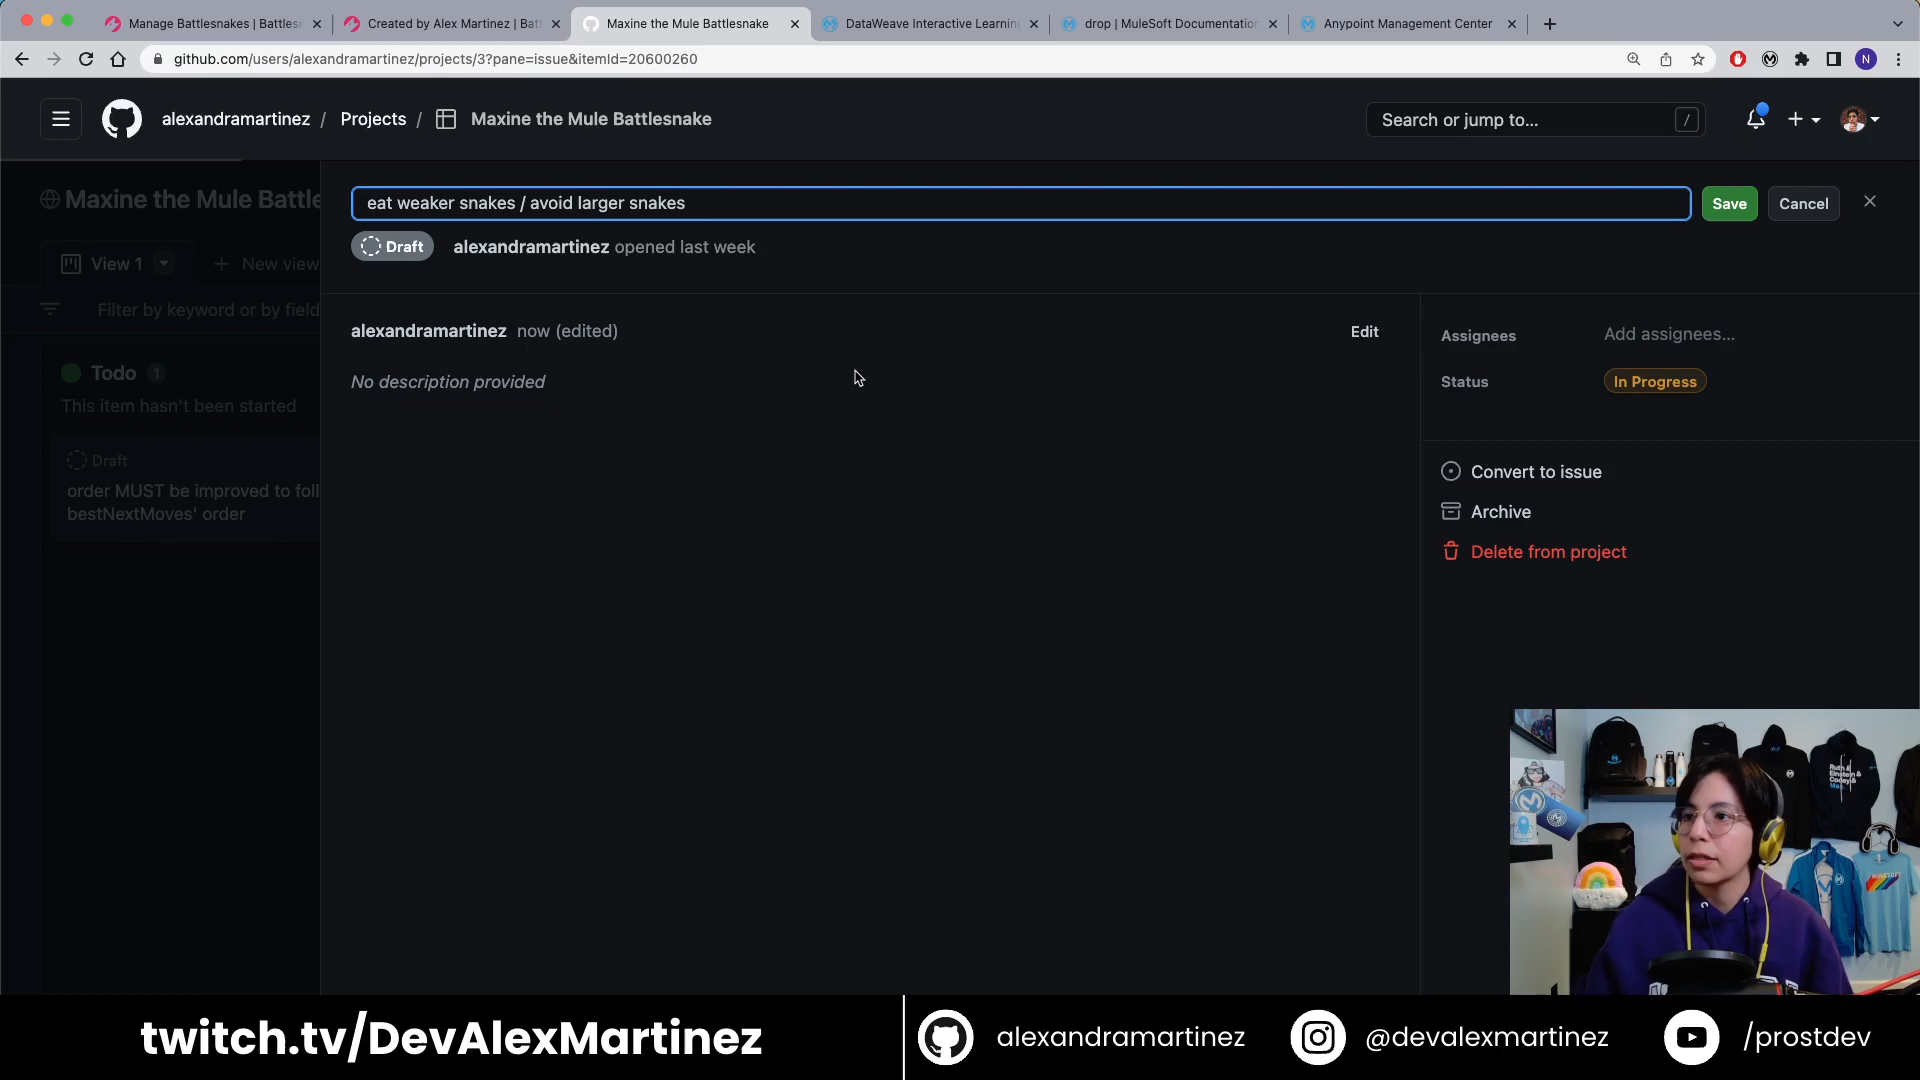 Manage Battlesnakes | Battles
Created by Alex Martinez | Bat
Maxine the Mule Battlesnake
DataWeave Interactive Learning
drop | MuleSoft Documentation
Anypoint Management Center
github.com/users/alexandramartinez/projects/3?pane=issue&itemId=20600260
N
alexandramartinez / Projects / Maxine the Mule Battlesnake
Search or jump to...
/
Maxine the Mule Battle
eat weaker snakes / avoid larger snakes
Save
Cancel
Draft
alexandramartinez opened last week
View 1
New view
Filter by keyword or by field
alexandramartinez now (edited)
Edit
No description provided
Assignees
Add assignees...
Status
In Progress
Todo 1
This item hasn't been started
Draft
order MUST be improved to foll
bestNextMoves' order
Convert to issue
Archive
Delete from project
twitch.tv/DevAlexMartinez
alexandramartinez
@devalexmartinez
/prostdev